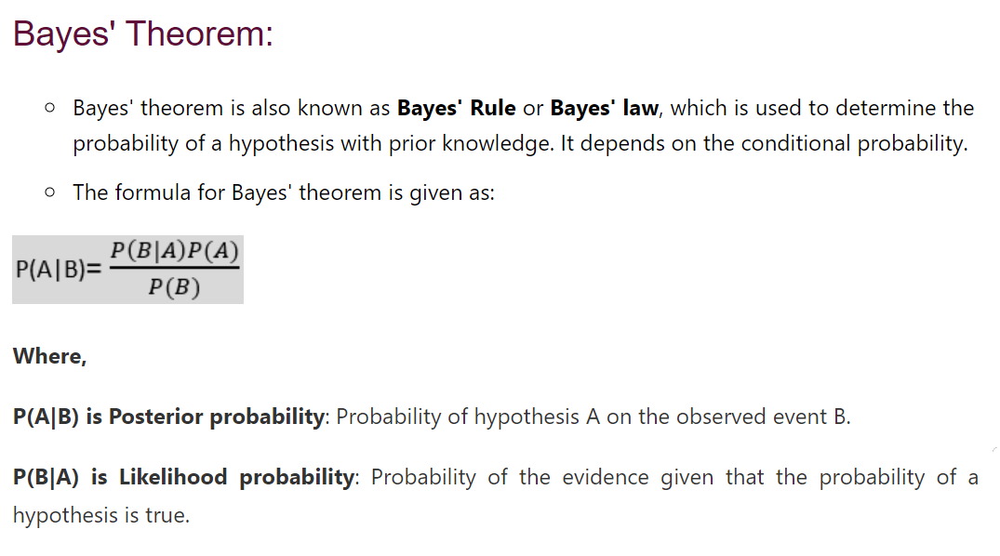 Bayes' Theorem:
○ Bayes' theorem is also known as Bayes' Rule or Bayes' law, which is used to determine the
probability of a hypothesis with prior knowledge. It depends on the conditional probability.
○ The formula for Bayes' theorem is given as:
P(A|B)= P(B|A)P(A)
P(B)
Where,
P(A|B) is Posterior probability: Probability of hypothesis A on the observed event B.
P(B|A) is Likelihood probability: Probability of the evidence given that the probability of a
hypothesis is true.